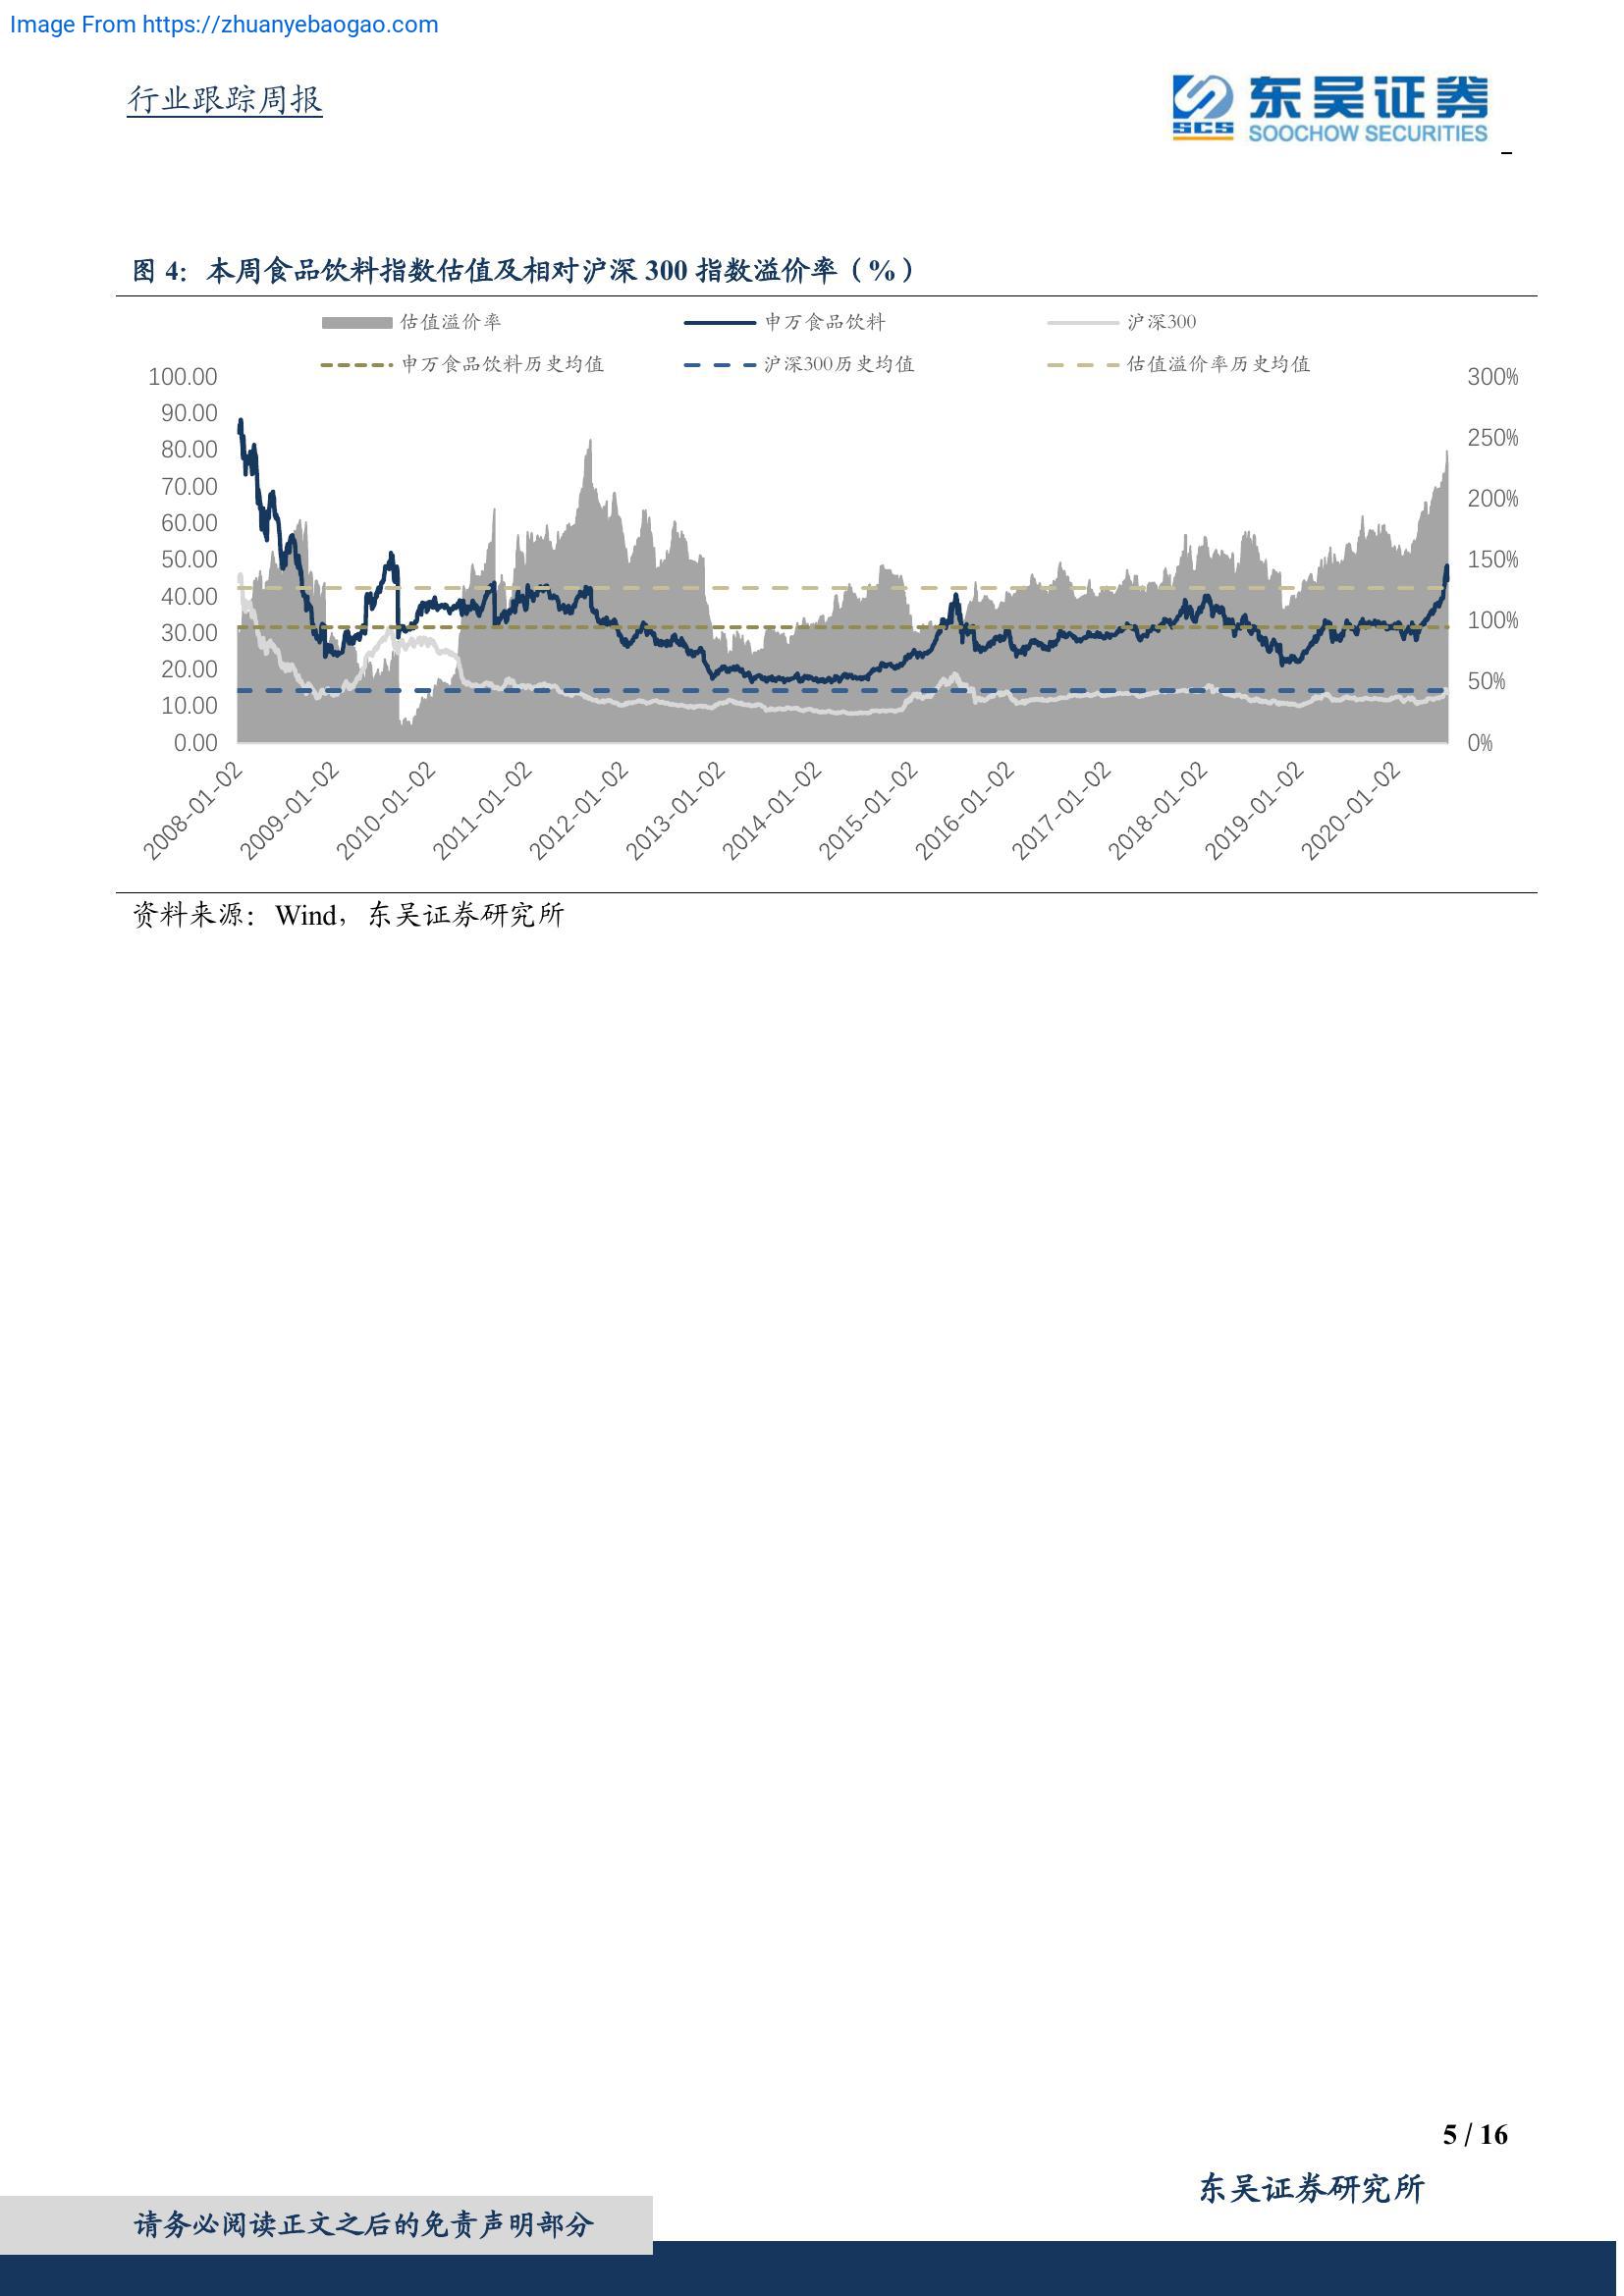 Image From https://zhuanyebaogao.com
行业跟踪周报
SCS 东吴证券
SOOCHOW SECURITIES
图 4：本周食品饮料指数估值及相对沪深 300 指数溢价率（%）
估值溢价率 申万食品饮料 沪深300
申万食品饮料历史均值 沪深300历史均值 估值溢价率历史均值
100.00 300%
90.00
80.00 250%
70.00
60.00 200%
50.00 150%
40.00
30.00 100%
20.00
10.00 50%
0.00 0%
2008-01-02 2009-01-02 2010-01-02 2011-01-02 2012-01-02 2013-01-02 2014-01-02 2015-01-02 2016-01-02 2017-01-02 2018-01-02 2019-01-02 2020-01-02
资料来源：Wind，东吴证券研究所
5 / 16
东吴证券研究所
请务必阅读正文之后的免责声明部分